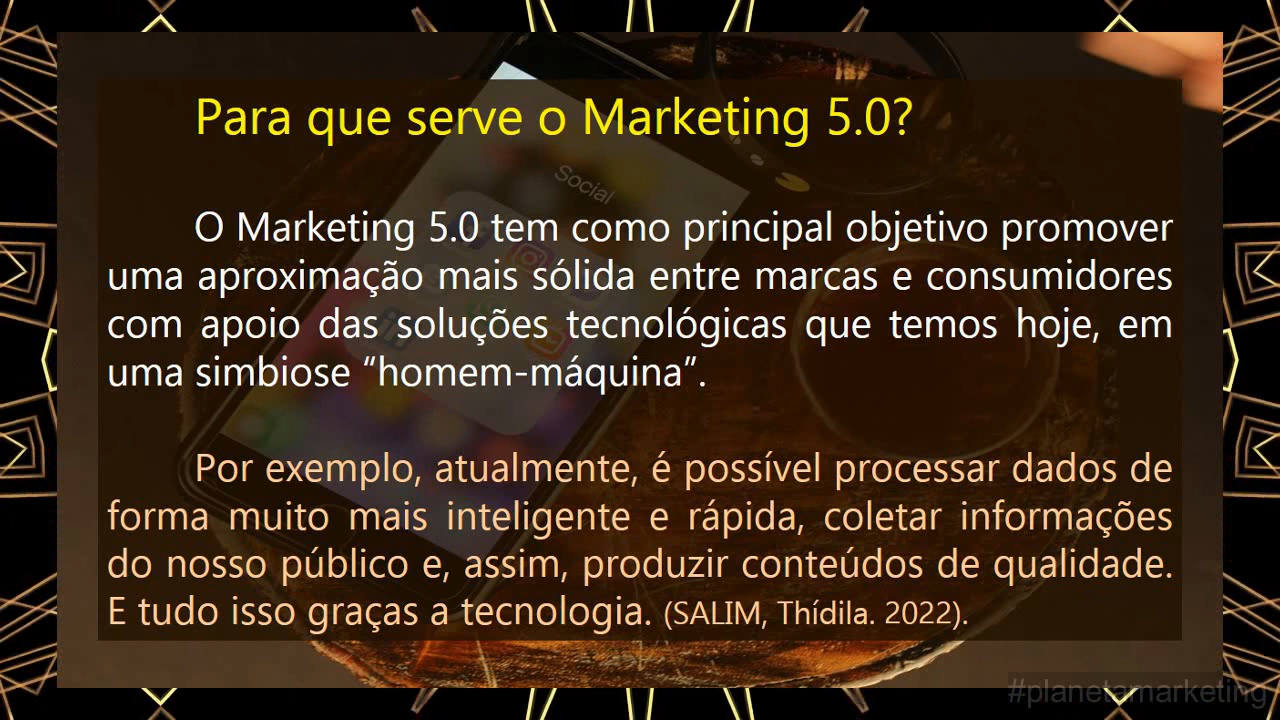 Para que serve o Marketing 5.0?
Social
O Marketing 5.0 tem como principal objetivo promover
uma aproximação mais sólida entre marcas e consumidores
com apoio das soluções tecnológicas que temos hoje, em
uma simbiose “homem-máquina”.
Por exemplo, atualmente, é possível processar dados de
forma muito mais inteligente e rápida, coletar informações
do nosso público e, assim, produzir conteúdos de qualidade.
E tudo isso graças a tecnologia. (SALIM, Thídila. 2022).
#planetamarketing